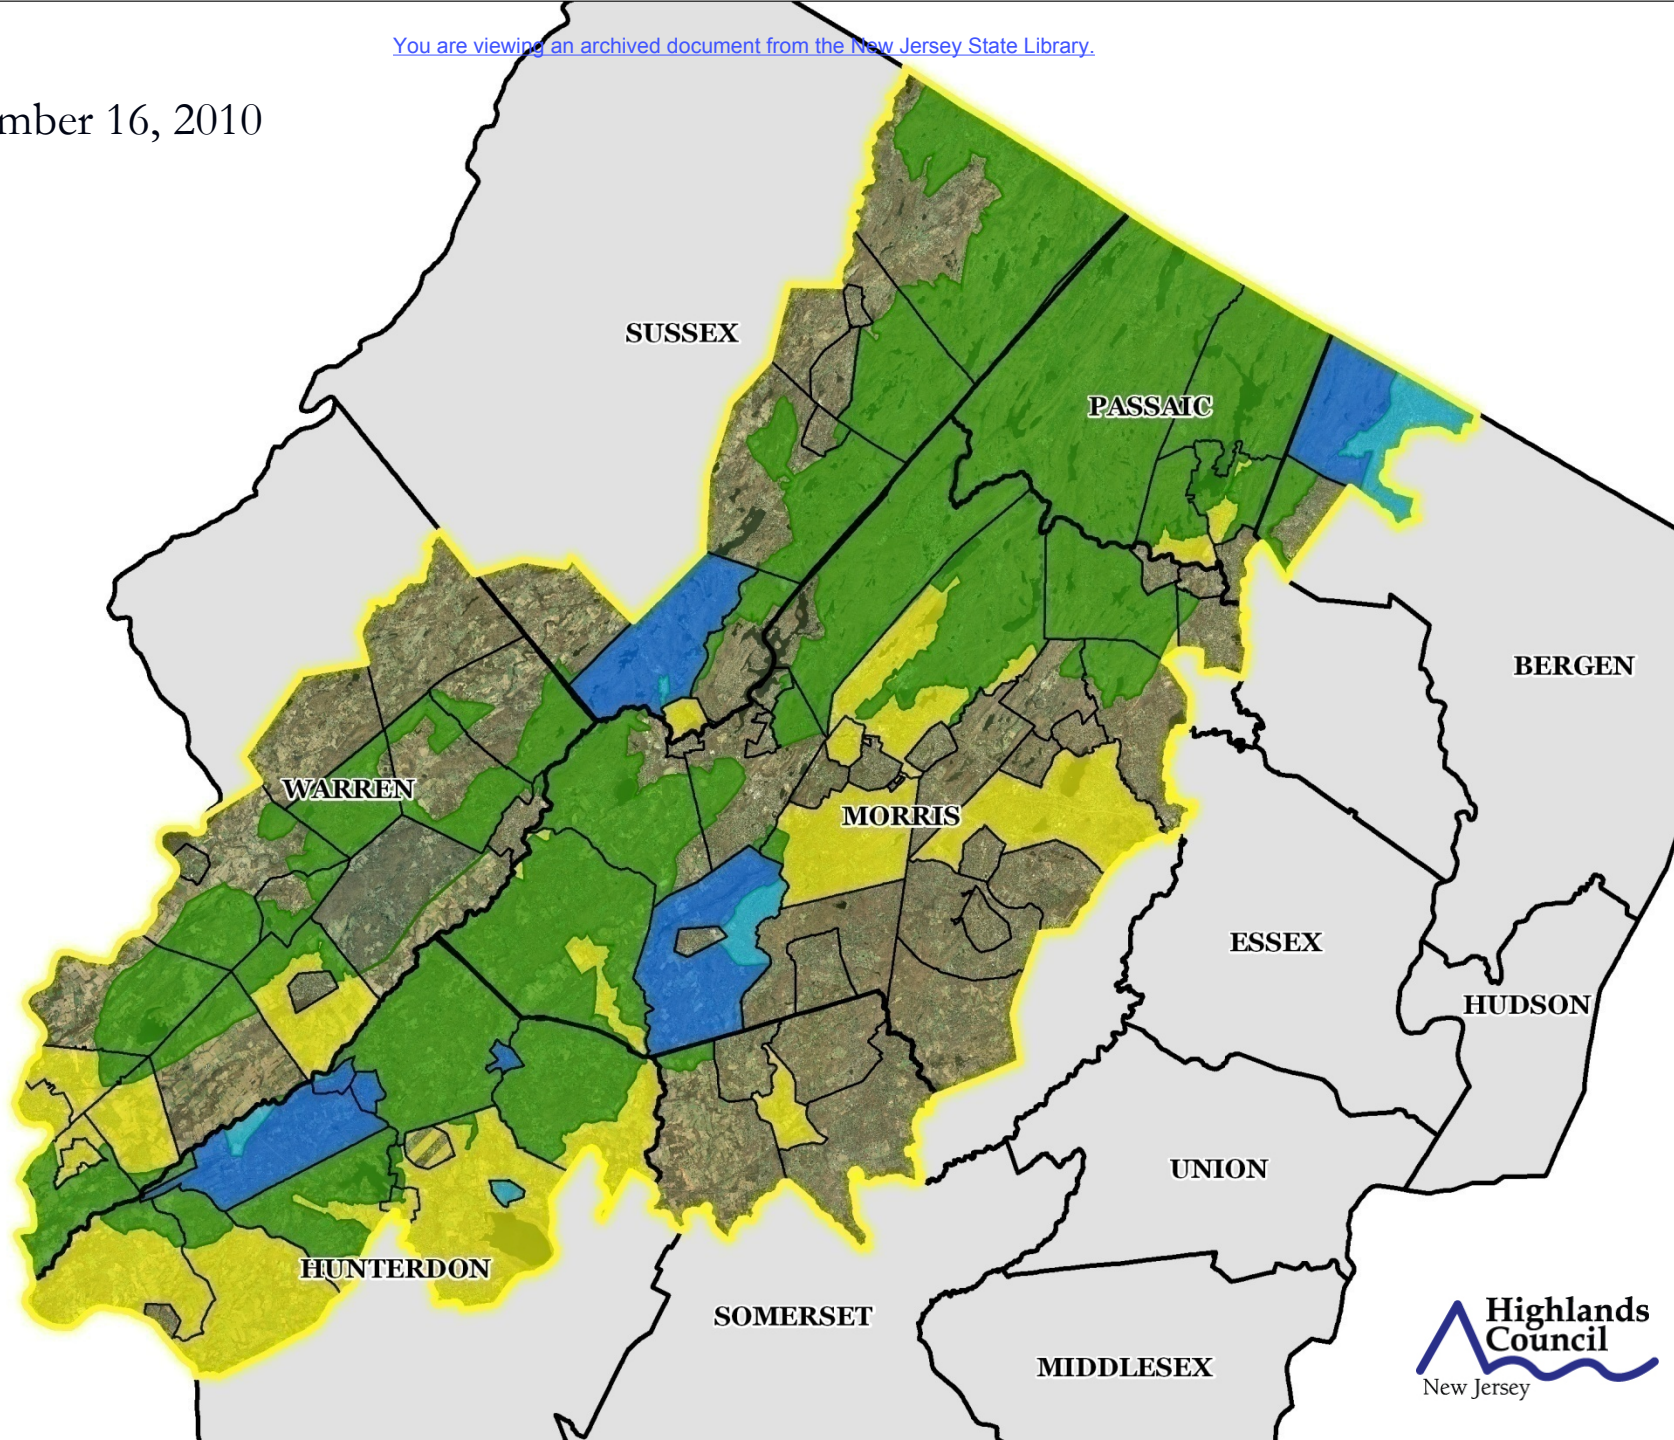 You are viewing an archived document from the New Jersey State Library.
mber 16, 2010
SUSSEX
PASSAIC
BERGEN
WARREN
MORRIS
ESSEX
HUDSON
UNION
HUNTERDON
SOMERSET
MIDDLESEX
Highlands
Council
New Jersey